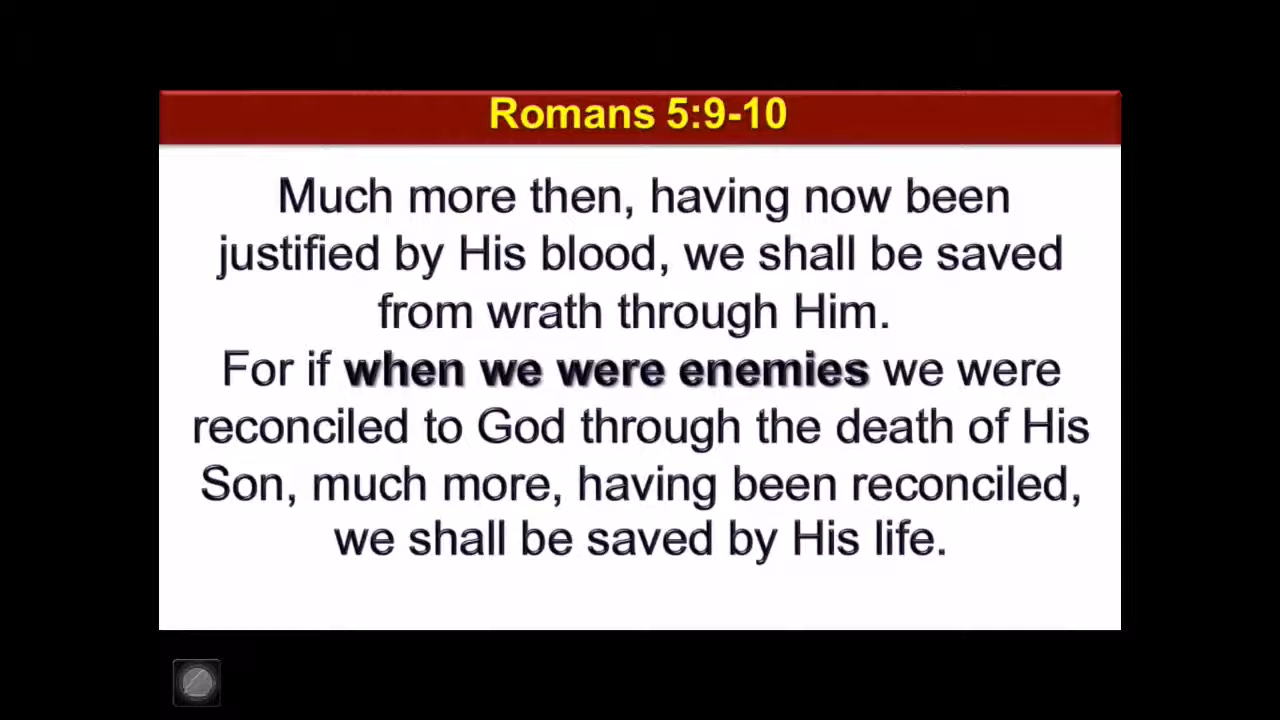 Romans 5:9-10
Much more then, having now been
justified by His blood, we shall be saved
from wrath through Him.
For if when we were enemies we were
reconciled to God through the death of His
Son, much more, having been reconciled,
we shall be saved by His life.